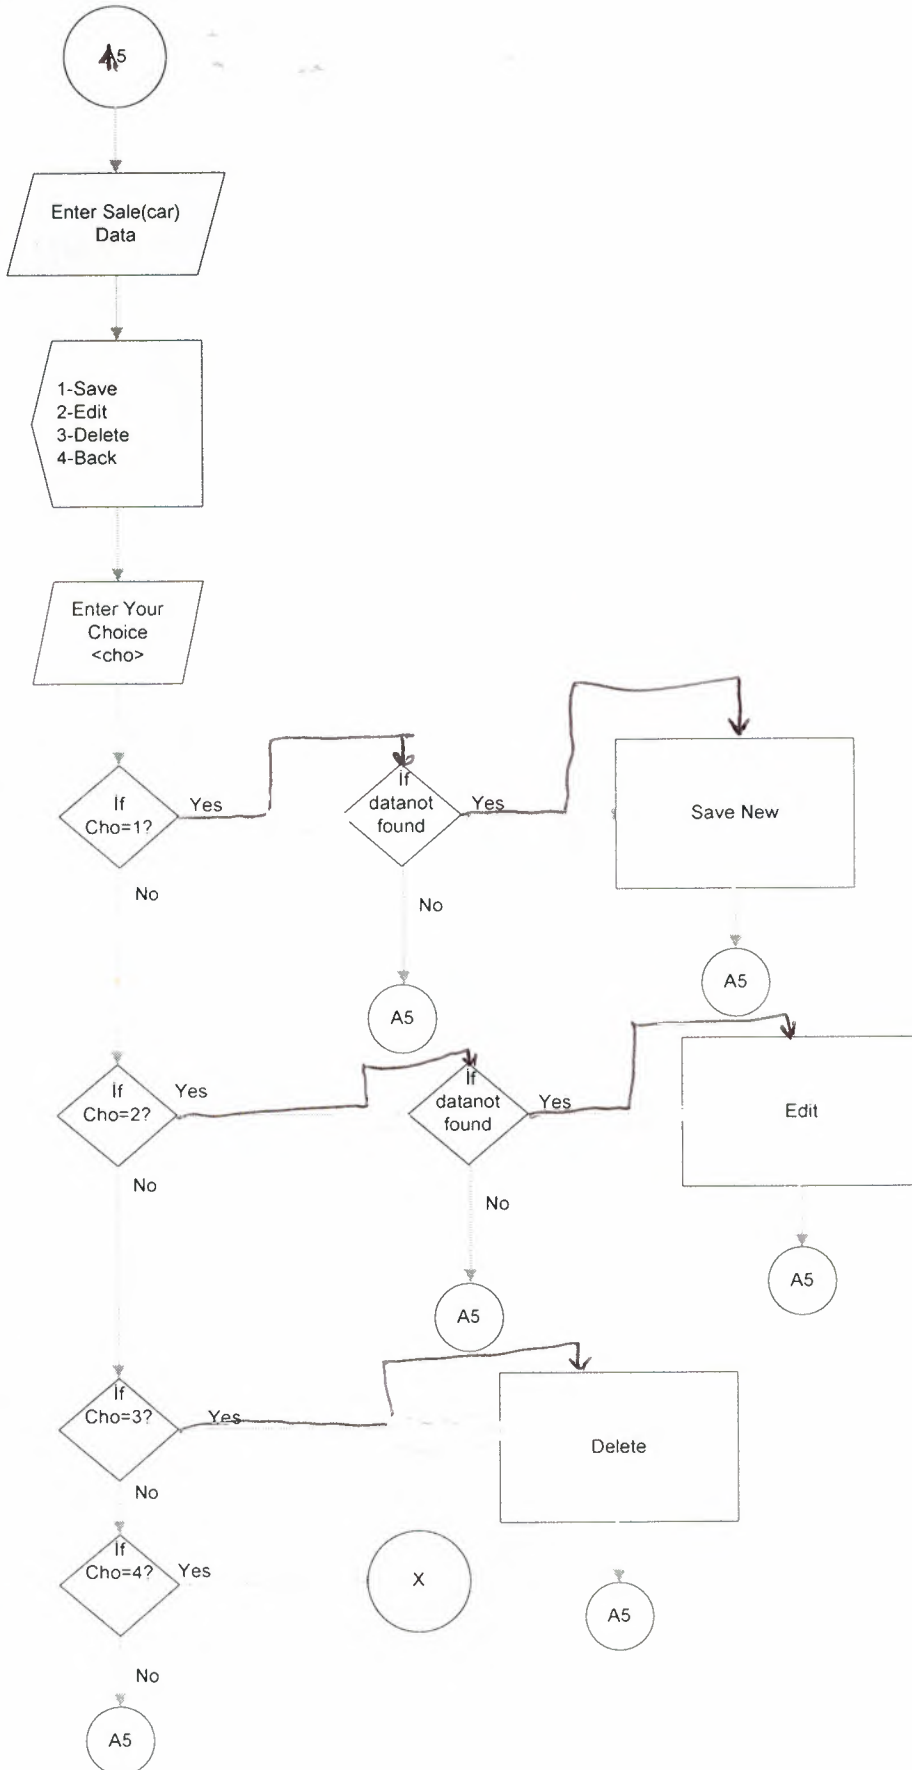 A5
Enter Sale(car)
Data
1-Save
2-Edit
3-Delete
4-Back
Enter Your
Choice
<cho>
If
Cho=1?
Yes
If
datanot
found
Yes
Save New
No
No
A5
A5
If
Cho=2?
Yes
If
datanot
found
Yes
Edit
No
No
A5
A5
If
Cho=3?
Yes
Delete
No
If
Cho=4?
Yes
X
A5
No
A5